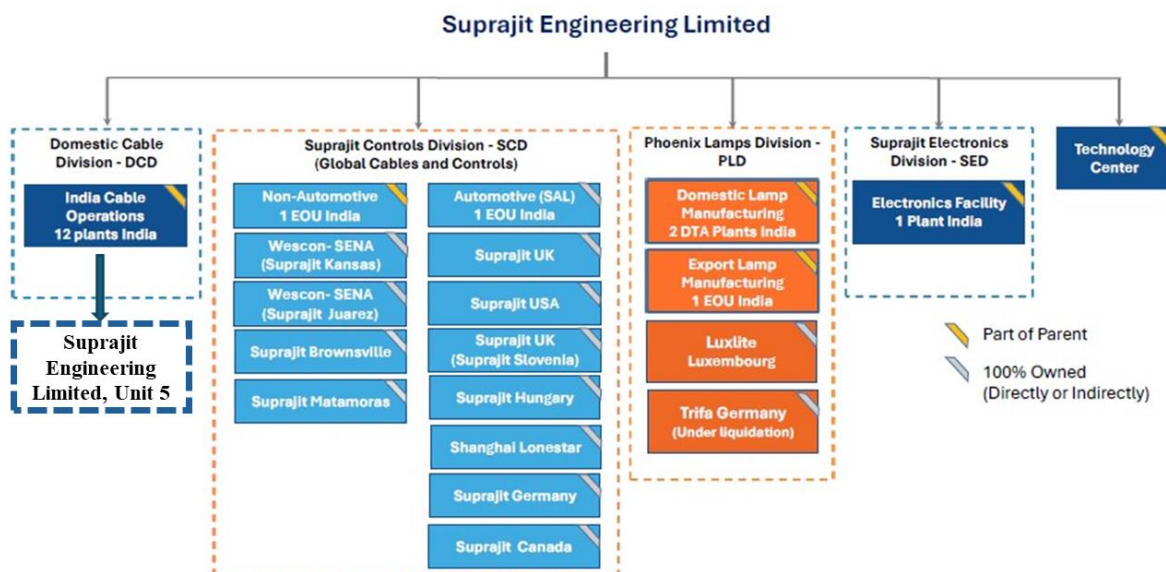 Suprajit Engineering Limited
Domestic Cable
Division - DCD
India Cable
Operations
12 plants India
Suprajit
Engineering
Limited, Unit 5
Suprajit Controls Division - SCD
(Global Cables and Controls)
Non-Automotive
1 EOU India
Wescon- SENA
(Suprajit Kansas)
Wescon- SENA
(Suprajit Juarez)
Suprajit Brownsville
Suprajit Matamoras
Automotive (SAL)
1 EOU India
Suprajit UK
Suprajit USA
Suprajit UK
(Suprajit Slovenia)
Suprajit Hungary
Shanghai Lonestar
Suprajit Germany
Suprajit Canada
Phoenix Lamps Division -
PLD
Domestic Lamp
Manufacturing
2 DTA Plants India
Export Lamp
Manufacturing
1 EOU India
Luxlite
Luxembourg
Trifa Germany
(Under liquidation)
Suprajit Electronics
Division - SED
Electronics Facility
1 Plant India
Technology
Center
Part of Parent
100% Owned
(Directly or Indirectly)